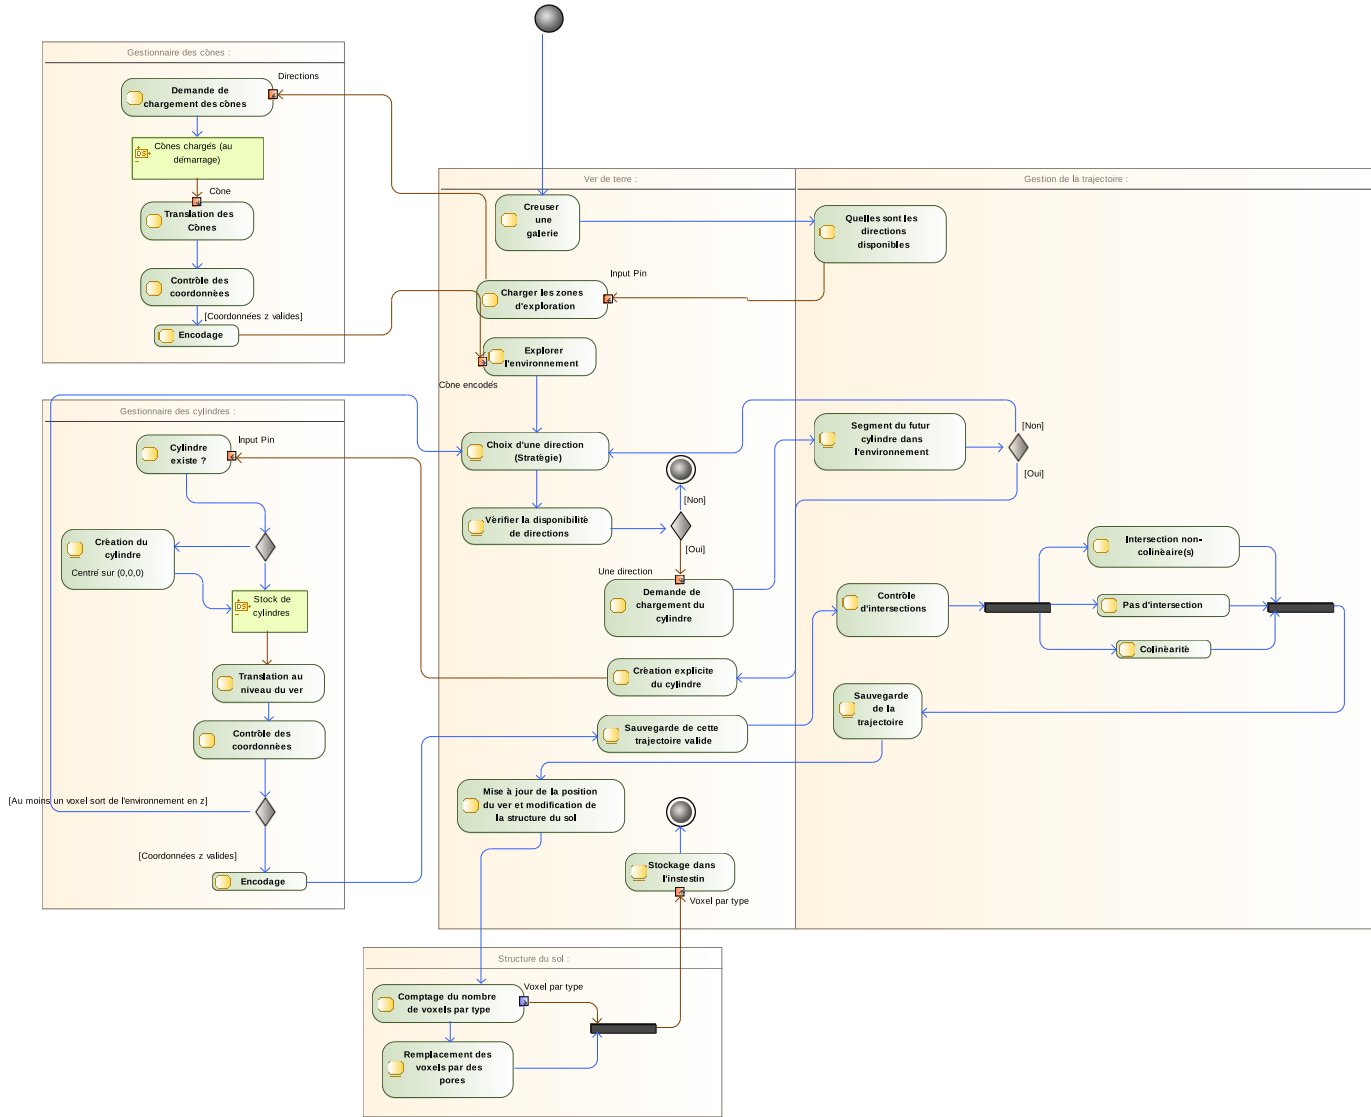 Gestionnaire des cônes :
Directions
Demande de
chargement des cônes
Cônes chargés (au
démarrage)
Cône
Translation des
Cônes
Contrôle des
coordonnées
[Coordonnées z valides]
Encodage
Ver de terre :
Creuser
une
galerie
Input Pin
Charger les zones
d'exploration
Explorer
l'environnement
Cône encodés
Choix d'une direction
(Stratégie)
Vérifier la disponibilité
de directions
[Non]
[Oui]
Une direction
Demande de
chargement du
cylindre
Création explicite
du cylindre
Sauvegarde de cette
trajectoire valide
Mise à jour de la position
du ver et modification de
la structure du sol
Stockage dans
l'instestin
Voxel par type
Gestion de la trajectoire :
Quelles sont les
directions
disponibles
Segment du futur
cylindre dans
l'environnement
[Non]
[Oui]
Contrôle
d'intersections
Intersection non-
colinéaire(s)
Pas d'intersection
Colinéarité
Sauvegarde
de la
trajectoire
Gestionnaire des cylindres :
Cylindre
existe ?
Input Pin
Création du
cylindre
Centré sur (0,0,0)
Stock de
cylindres
Translation au
niveau du ver
Contrôle des
coordonnées
[Au moins un voxel sort de l'environnement en z]
[Coordonnées z valides]
Encodage
Structure du sol :
Comptage du nombre
de voxels par type
Voxel par type
Remplacement des
voxels par des
pores